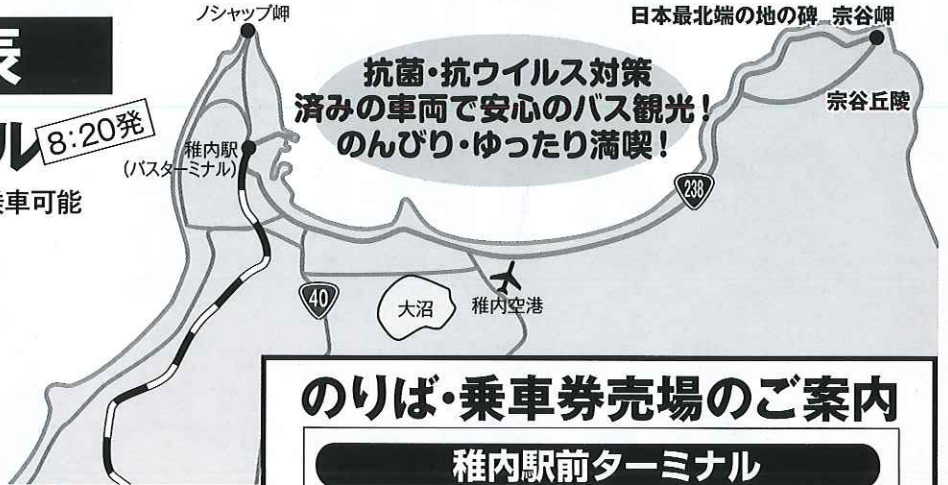 ノシャップ岬
日本最北端の地の碑 宗谷岬
表
抗菌・抗ウイルス対策
済みの車両で安心のバス観光!
のんびり・ゆったり満喫!
宗谷丘陵
ル 8:20発
稚内駅
(バスターミナル)
乗車可能
238
40
大沼
稚内空港
のりば・乗車券売場のご案内
稚内駅前ターミナル